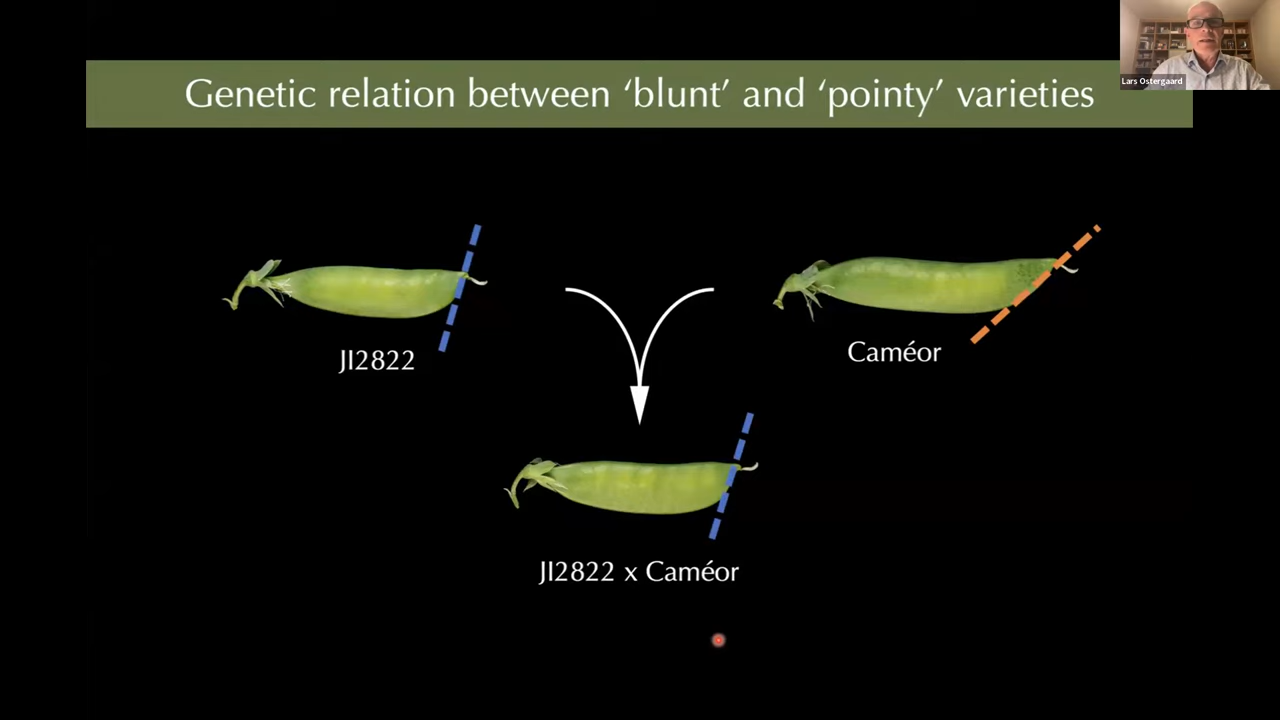 Genetic relation between ‘blunt’ and ‘pointy’ varieties
Lars Ostergaard
JI2822
Caméor
JI2822 x Caméor